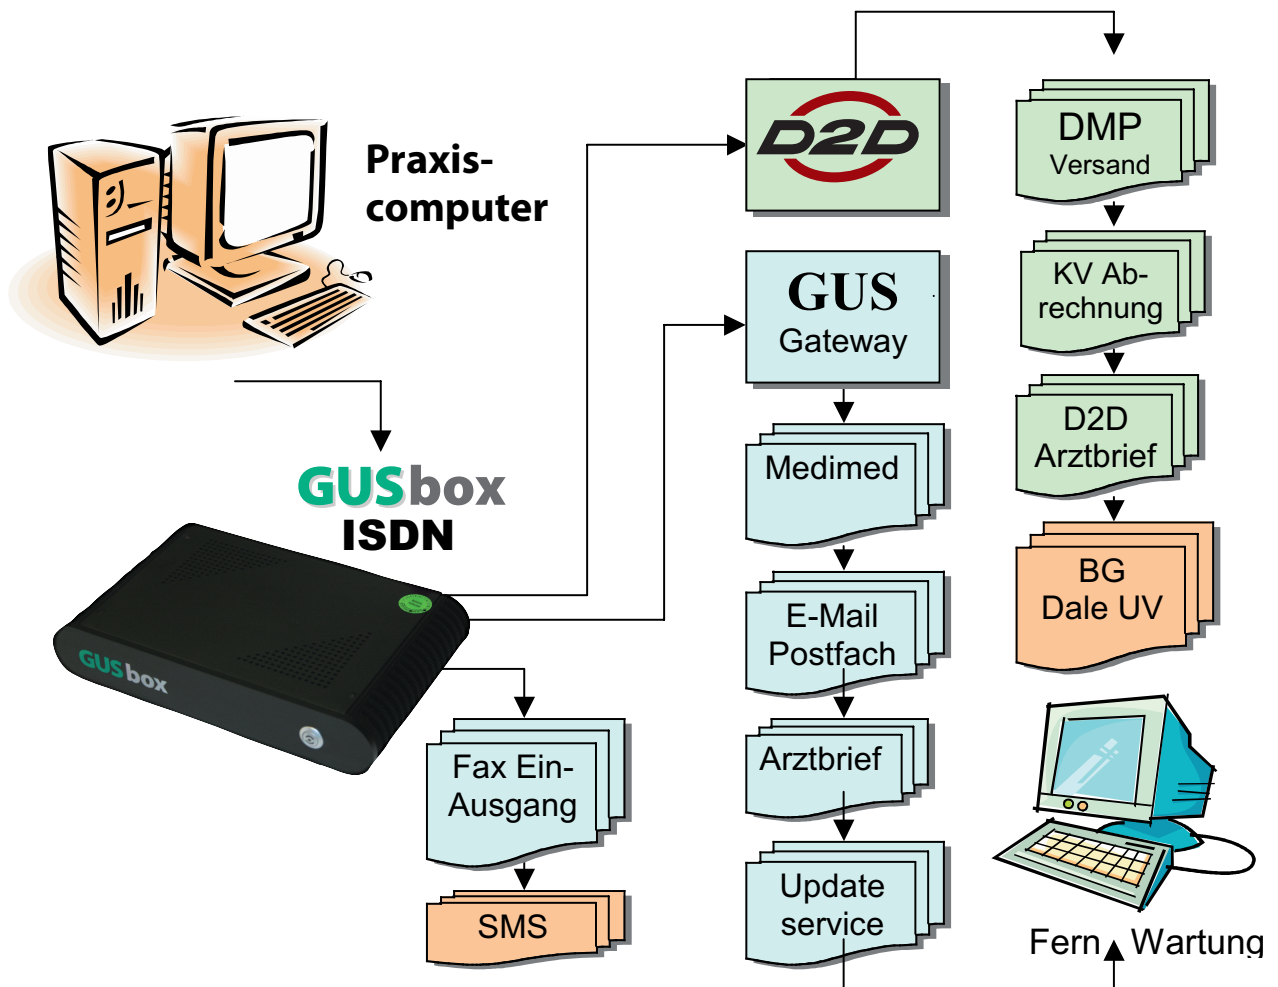 Praxis-
computer
GUSbox
ISDN
GUSbox
Fax Ein-
Ausgang
SMS
D2D
GUS
Gateway
Medimed
E-Mail
Postfach
Arztbrief
Update
service
DMP
Versand
KV Ab-
rechnung
D2D
Arztbrief
BG
Dale UV
Fern Wartung